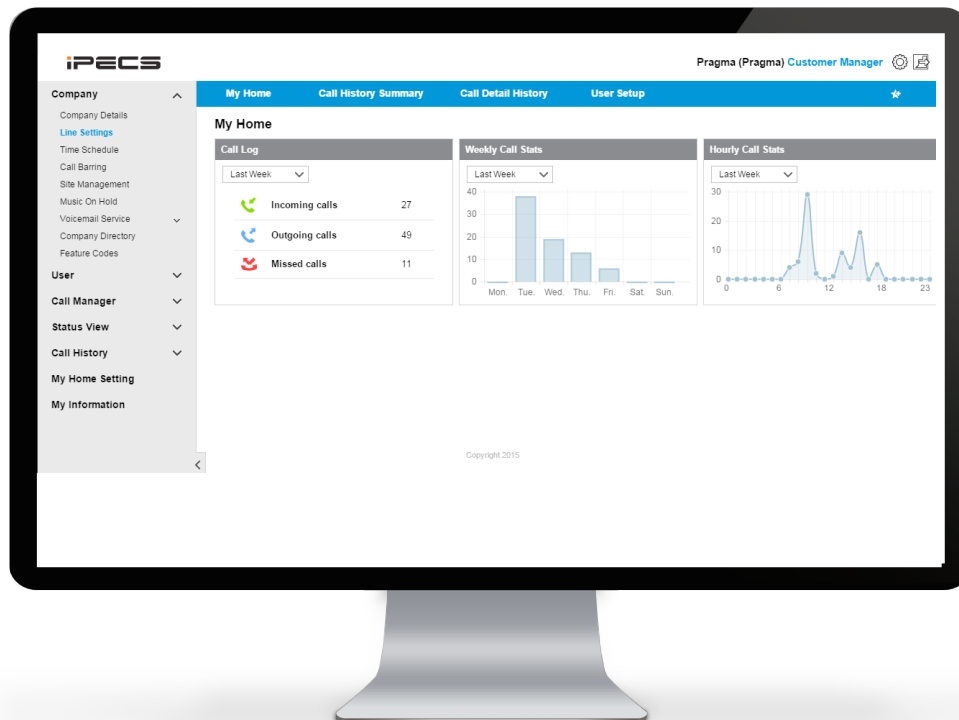 iPECS
Pragma (Pragma) Customer Manager
Company
Company Details
Line Settings
Time Schedule
Call Barring
Site Management
Music On Hold
Voicemail Service
Company Directory
Feature Codes
User
Call Manager
Status View
Call History
My Home Setting
My Information
My Home Call History Summary Call Detail History User Setup
My Home
Call Log
Last Week
Incoming calls 27
Outgoing calls 49
Missed calls 11
Weekly Call Stats
Last Week
40
30
20
10
0
Mon. Tue. Wed. Thu. Fri. Sat. Sun.
Hourly Call Stats
Last Week
30
20
10
0
0 6 12 18 23
Copyright 2015